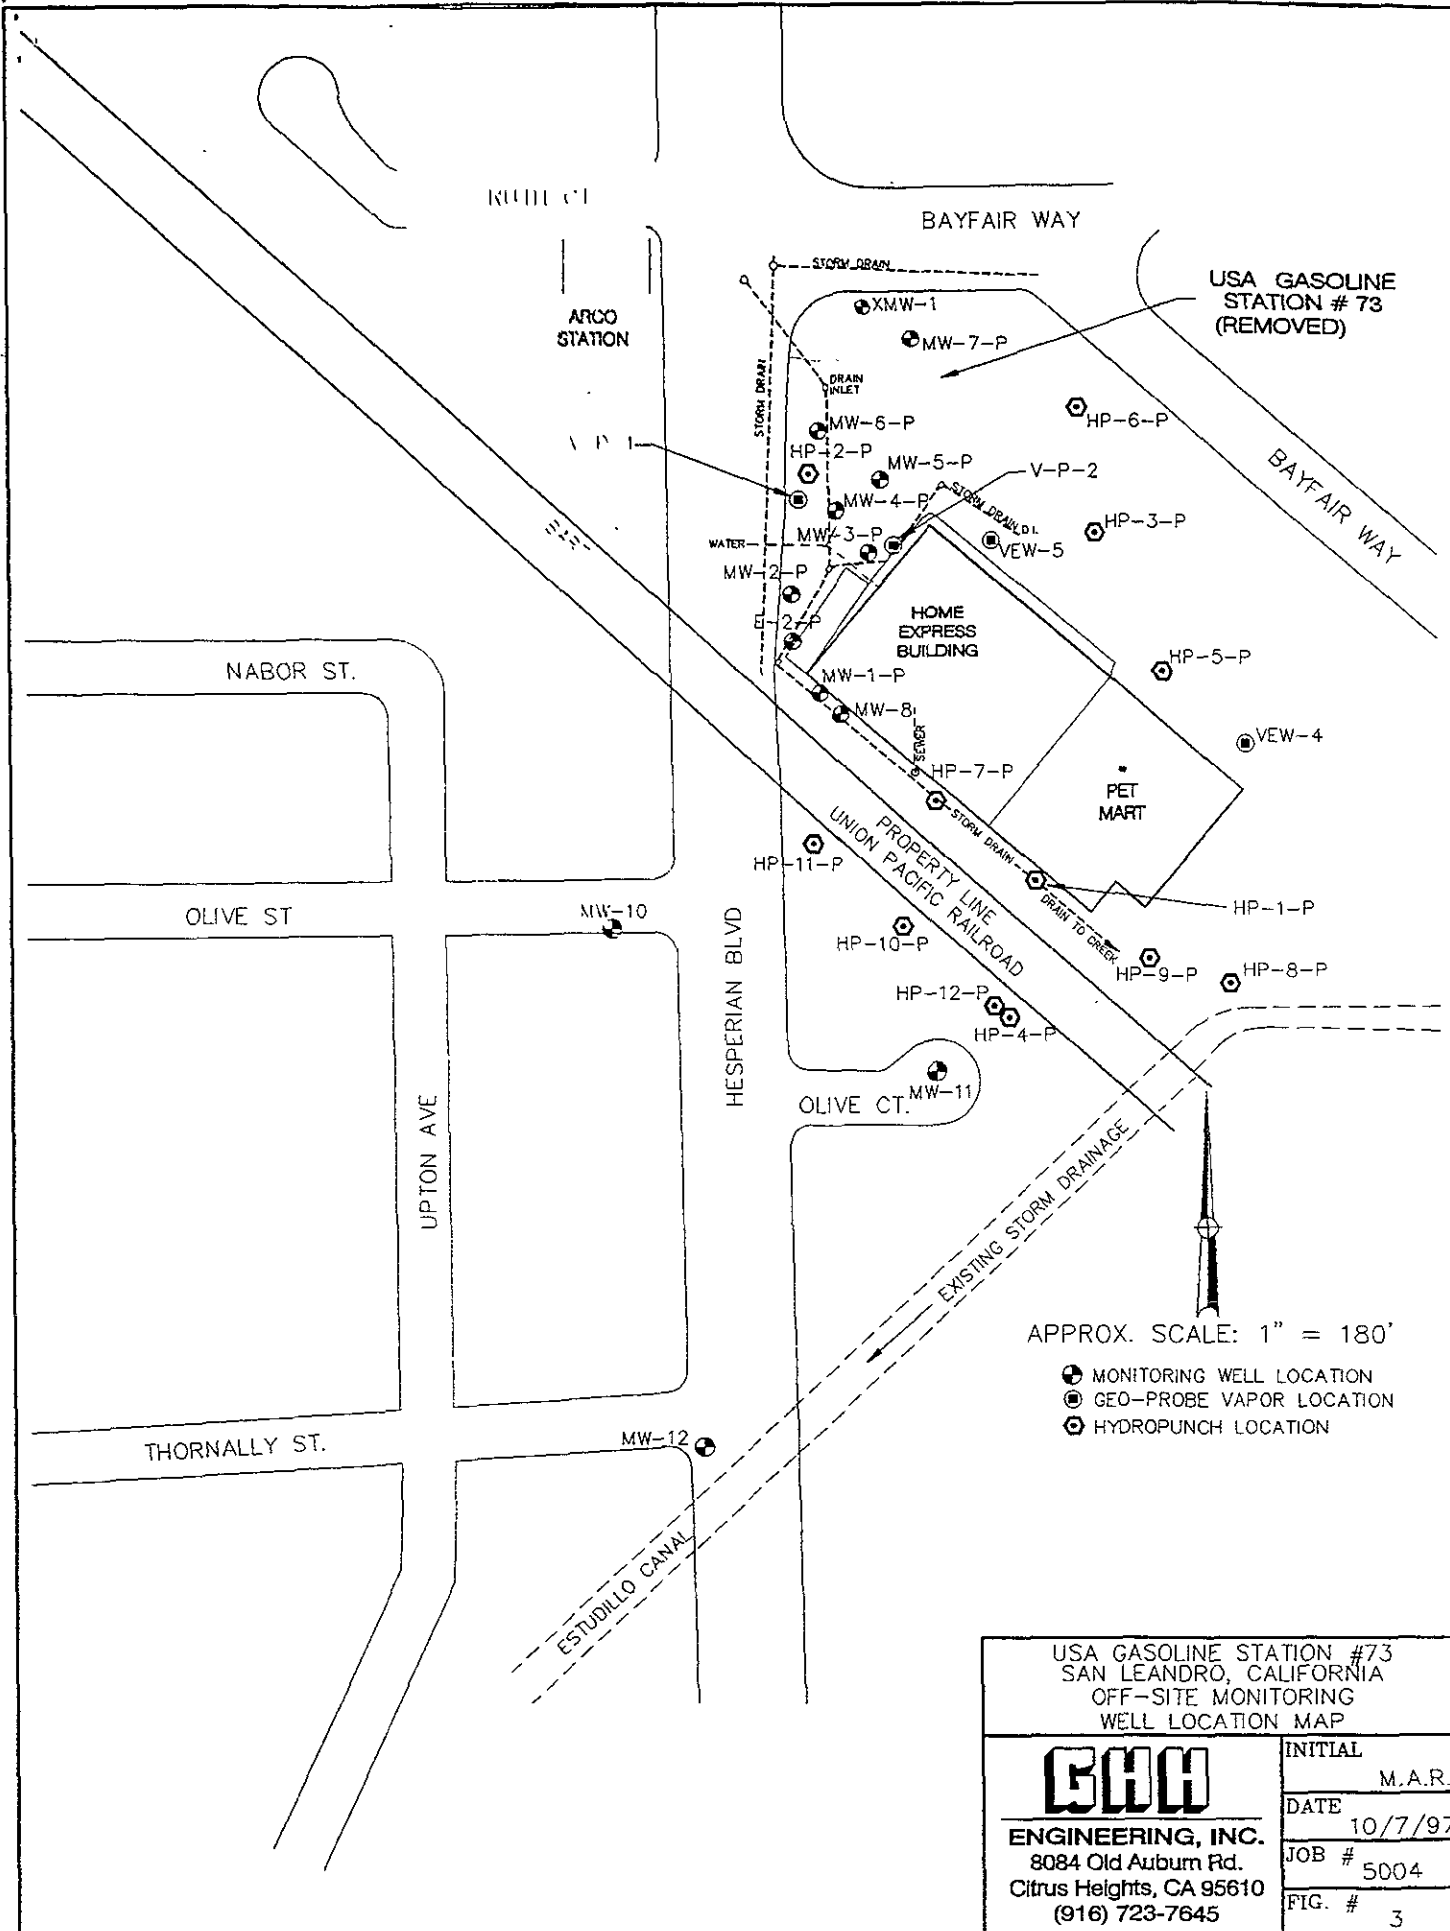 BAYFAIR WAY
STORM DRAIN
USA GASOLINE
STATION # 73
(REMOVED)
ARCO
STATION
XMW-1
MW-7-P
STORM DRAIN
DRAIN
INLET
HP-6-P
MW-6-P
HP-2-P
MW-5-P
V-P-2
BAYFAIR WAY
MW-4-P
STORM DRAIN D.I.
HP-3-P
WATER
MW-3-P
VEW-5
MW-2-P
HOME
EXPRESS
BUILDING
E-2-P
NABOR ST.
HP-5-P
MW-1-P
MW-8
SEWER
VEW-4
HP-7-P
PET
MART
STORM DRAIN
PROPERTY LINE
UNION PACIFIC RAILROAD
HP-11-P
HP-1-P
OLIVE ST
MW-10
HESPERIAN BLVD
DRAIN TO CREEK
HP-10-P
HP-9-P
HP-8-P
HP-12-P
HP-4-P
MW-11
OLIVE CT.
UPTON AVE
EXISTING STORM DRAINAGE
APPROX. SCALE: 1" = 180'
MONITORING WELL LOCATION
GEO-PROBE VAPOR LOCATION
HYDROPUNCH LOCATION
THORNALLY ST.
MW-12
ESTUDILLO CANAL
USA GASOLINE STATION #73
SAN LEANDRO, CALIFORNIA
OFF-SITE MONITORING
WELL LOCATION MAP
GHH
ENGINEERING, INC.
8084 Old Auburn Rd.
Citrus Heights, CA 95610
(916) 723-7645
INITIAL
M.A.R.
DATE
10/7/97
JOB #
5004
FIG. #
3